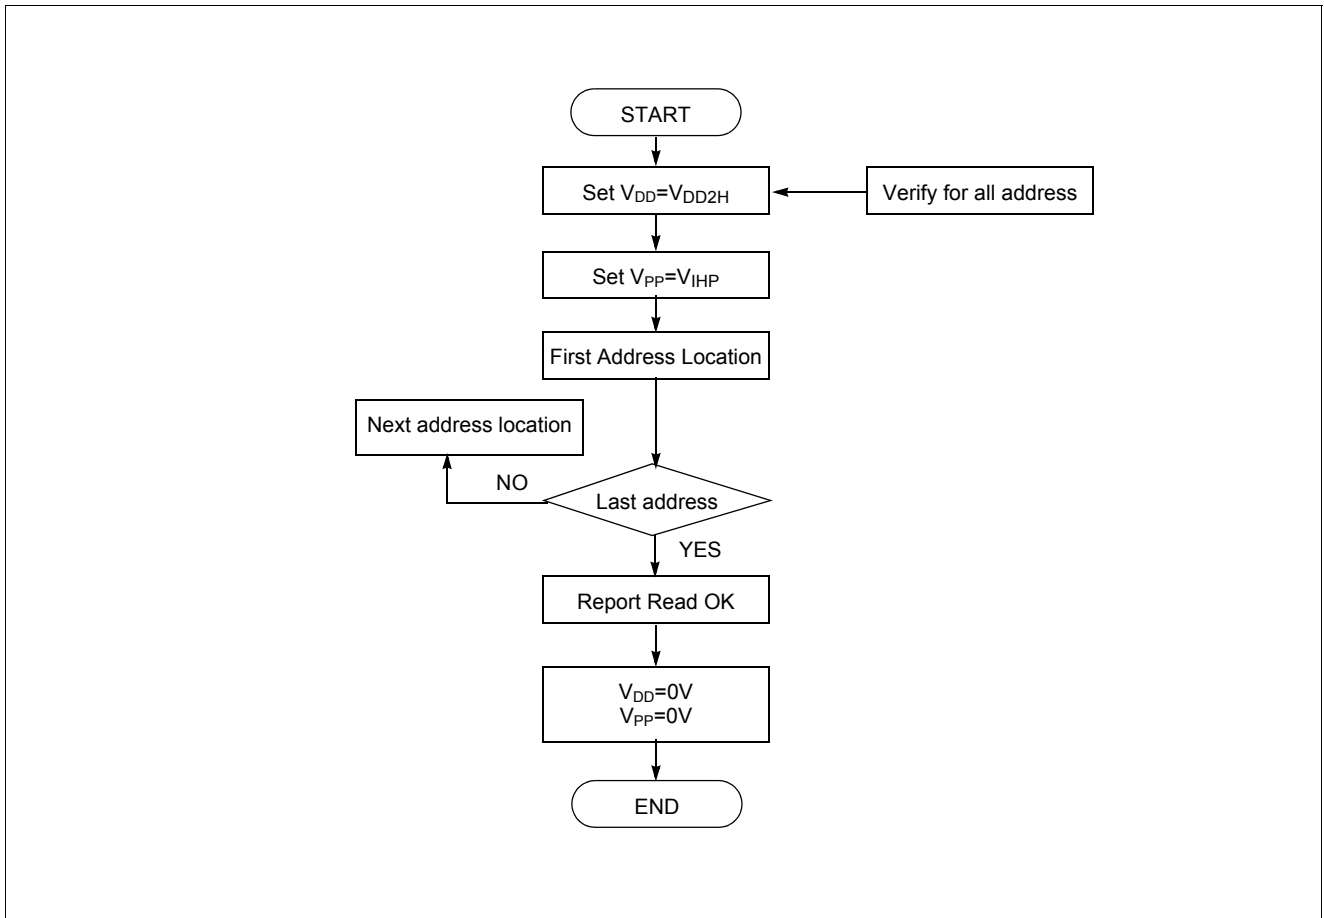 START
Set VDD=VDD2H
Verify for all address
Set VPP=VIHP
First Address Location
Next address location
NO
Last address
YES
Report Read OK
VDD=0V
VPP=0V
END